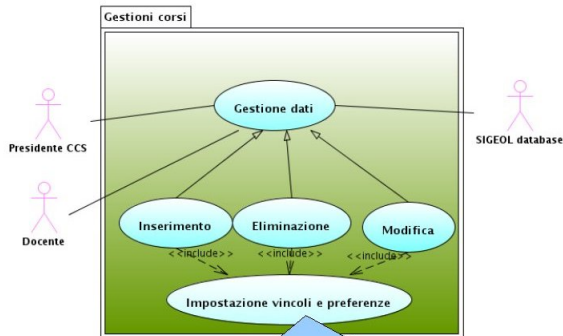 Gestioni corsi
Gestione dati
Presidente CCS
SIGEOL database
Docente
Inserimento
Eliminazione
Modifica
<<include>>
<<include>>
<<include>>
Impostazione vincoli e preferenze